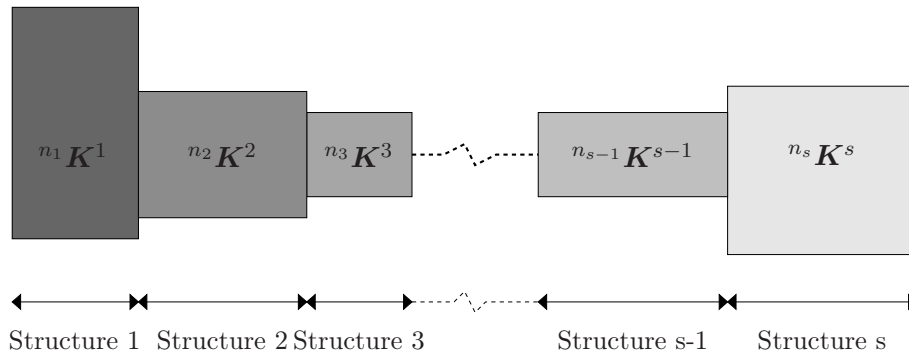 n₁K¹ n₂K² n₃K³ nₛ₋₁Kˢ⁻¹ nₛKˢ
Structure 1 Structure 2 Structure 3 Structure s-1 Structure s